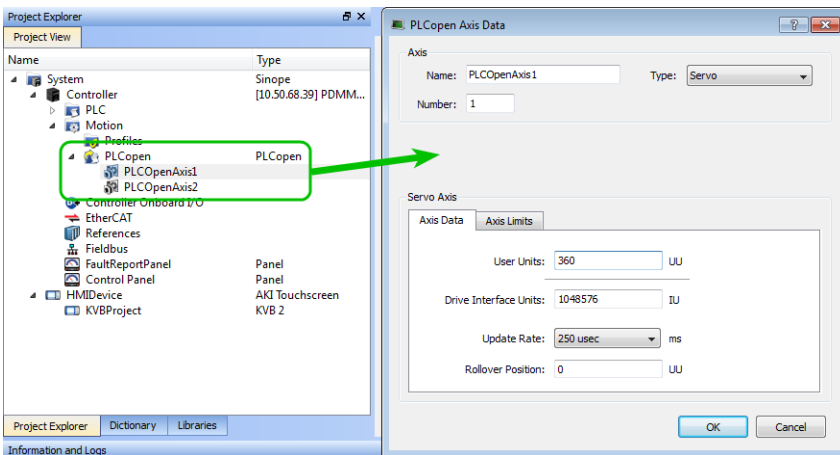 Project Explorer
Project View
Name Type
System Sinope
Controller [10.50.68.39] PDMM...
PLC
Motion
Profiles
PLCopen PLCopen
PLCOpenAxis1
PLCOpenAxis2
Controller Onboard I/O
EtherCAT
References
Fieldbus
FaultReportPanel Panel
Control Panel Panel
HMIDevice AKI Touchscreen
KVBProject KVB 2
Project Explorer Dictionary Libraries
Information and Logs
PLCopen Axis Data
Axis
Name: PLCOpenAxis1 Type: Servo
Number: 1
Servo Axis
Axis Data Axis Limits
User Units: 360 UU
Drive Interface Units: 1048576 IU
Update Rate: 250 usec ms
Rollover Position: 0 UU
OK Cancel